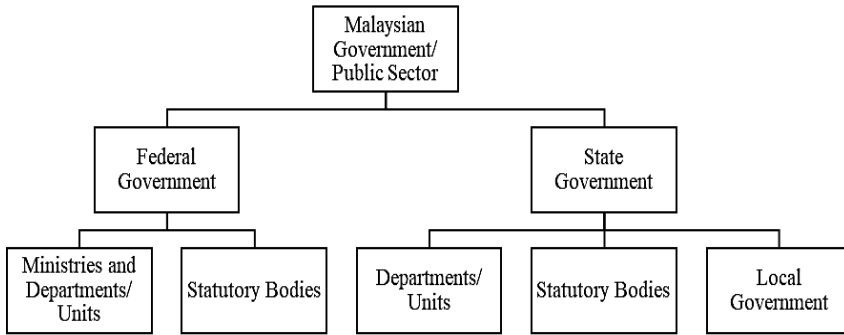 Malaysian
Government/
Public Sector
Federal
Government
State
Government
Ministries and
Departments/
Units
Statutory Bodies
Departments/
Units
Statutory Bodies
Local
Government